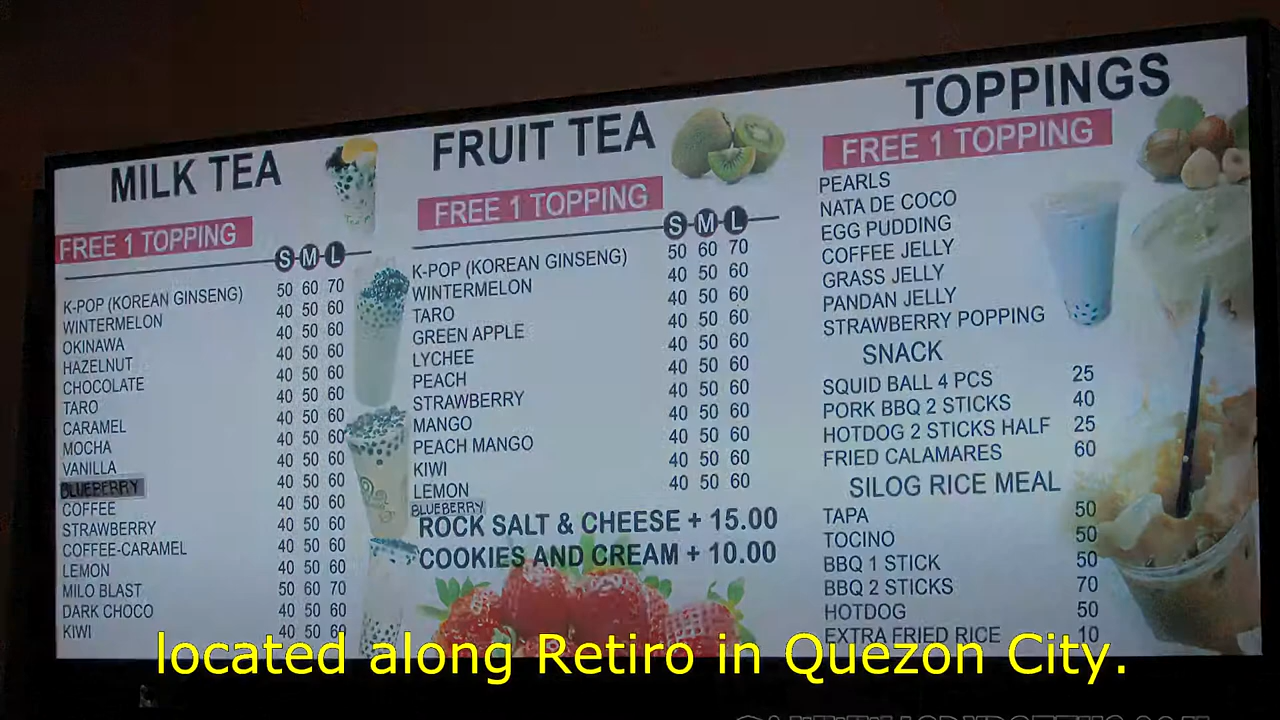 MILK TEA
FREE 1 TOPPING
S M L
K-POP (KOREAN GINSENG) 50 60 70
WINTERMELON 40 50 60
OKINAWA 40 50 60
HAZELNUT 40 50 60
CHOCOLATE 40 50 60
TARO 40 50 60
CARAMEL 40 50 60
MOCHA 40 50 60
VANILLA 40 50 60
BLUEBERRY 40 50 60
COFFEE 40 50 60
STRAWBERRY 40 50 60
COFFEE-CARAMEL 40 50 60
LEMON 40 50 60
MILO BLAST 50 60 70
DARK CHOCO 40 50 60
KIWI 40 50 60
FRUIT TEA
FREE 1 TOPPING
S M L
K-POP (KOREAN GINSENG) 50 60 70
WINTERMELON 40 50 60
TARO 40 50 60
GREEN APPLE 40 50 60
LYCHEE 40 50 60
PEACH 40 50 60
STRAWBERRY 40 50 60
MANGO 40 50 60
PEACH MANGO 40 50 60
KIWI 40 50 60
LEMON 40 50 60
BLUEBERRY
ROCK SALT & CHEESE + 15.00
COOKIES AND CREAM + 10.00
TOPPINGS
FREE 1 TOPPING
PEARLS
NATA DE COCO
EGG PUDDING
COFFEE JELLY
GRASS JELLY
PANDAN JELLY
STRAWBERRY POPPING
SNACK
SQUID BALL 4 PCS 25
PORK BBQ 2 STICKS 40
HOTDOG 2 STICKS HALF 25
FRIED CALAMARES 60
SILOG RICE MEAL
TAPA 50
TOCINO 50
BBQ 1 STICK 50
BBQ 2 STICKS 70
HOTDOG 50
EXTRA FRIED RICE 10
located along Retiro in Quezon City.